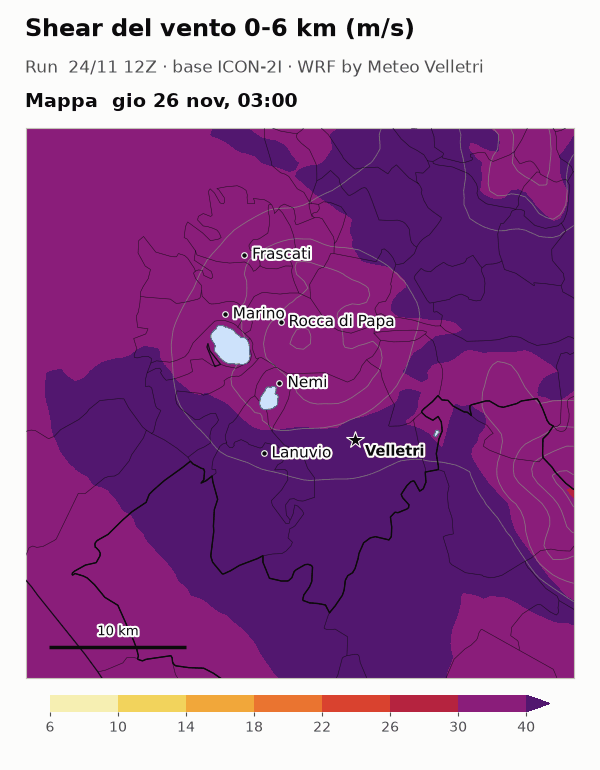 Shear del vento 0-6 km (m/s)
Run  24/11 12Z · base ICON-2I · WRF by Meteo Velletri
Mappa  gio 26 nov, 03:00
Frascati
Marino
Rocca di Papa
Nemi
Velletri
Lanuvio
10 km
6 10 14 18 22 26 30 40